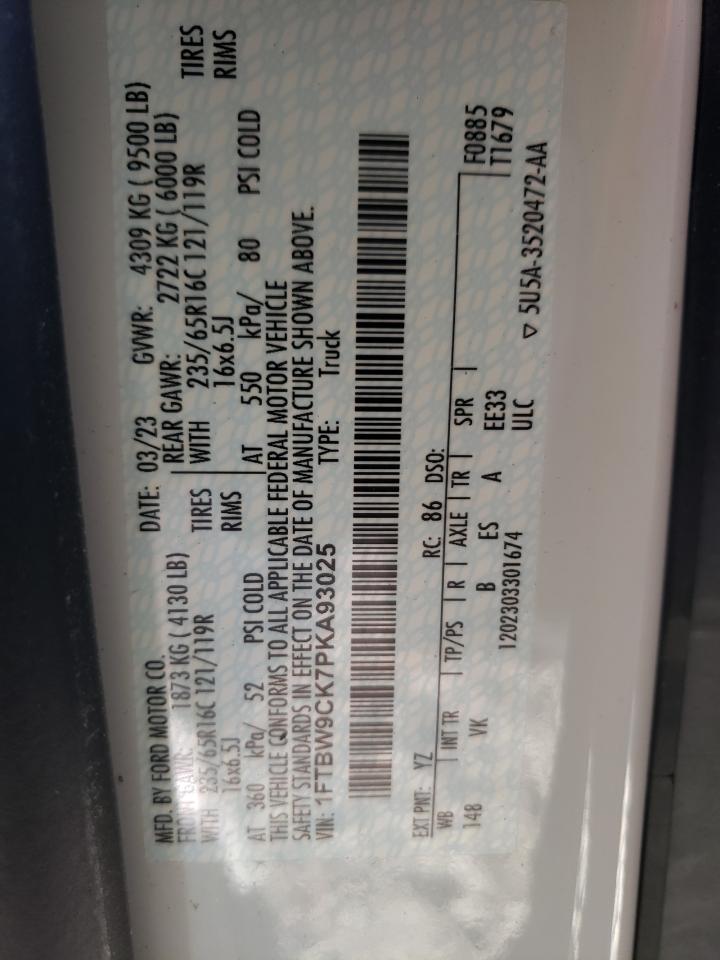 MFD. BY FORD MOTOR CO. DATE: 03/23 GVWR: 4309 KG ( 9500 LB)
FRONT GAWR: 1873 KG ( 4130 LB) REAR GAWR: 2722 KG ( 6000 LB)
WITH 235/65R16C 121/119R TIRES WITH 235/65R16C 121/119R TIRES
16x6.5J RIMS 16x6.5J RIMS
AT 360 kPa/ 52 PSI COLD AT 550 kPa/ 80 PSI COLD
THIS VEHICLE CONFORMS TO ALL APPLICABLE FEDERAL MOTOR VEHICLE
SAFETY STANDARDS IN EFFECT ON THE DATE OF MANUFACTURE SHOWN ABOVE.
VIN: 1FTBW9CK7PKA93025 TYPE: Truck
EXT PNT: YZ RC: 86 DSO:
WB INT TR TP/PS R AXLE TR SPR F0885
148 VK B ES A EE33 T1679
1202303301674 ULC
▽ 5U5A-3520472-AA